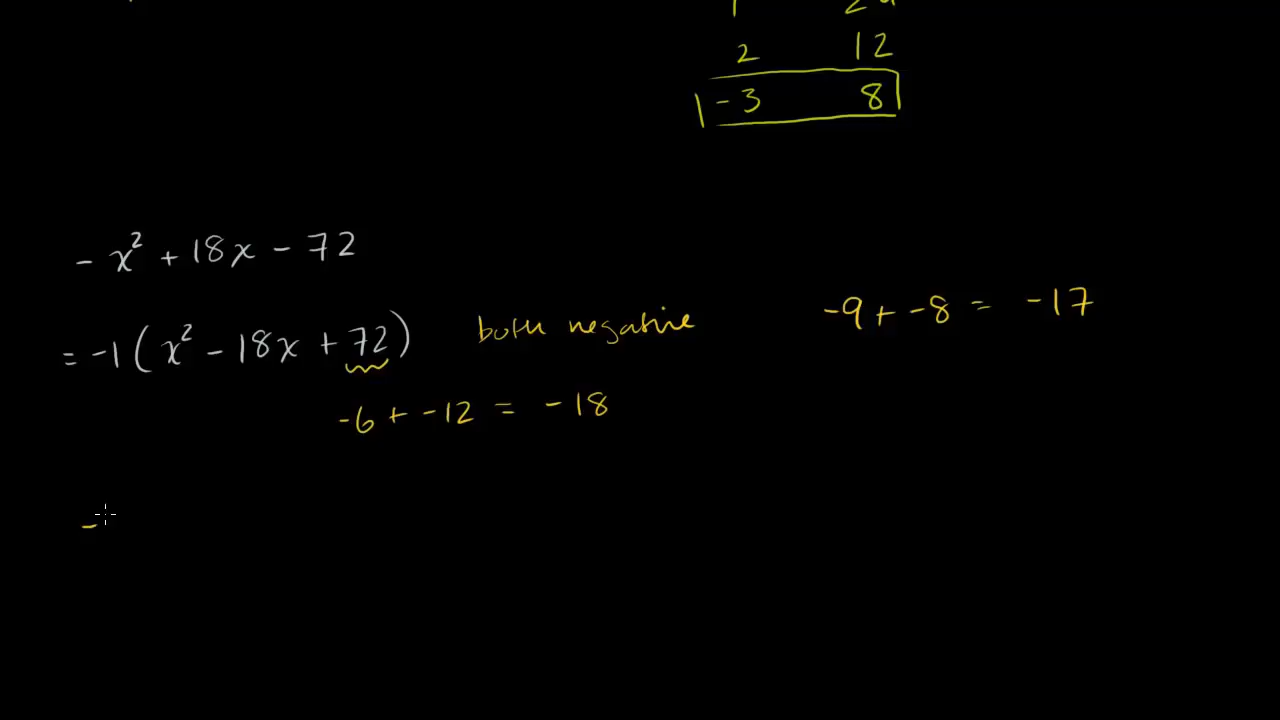 2 12
- 3 8
- x² + 18x - 72
= -1 ( x² - 18x + 72 ) both negative
-9 + -8 = -17
-6 + -12 = -18
-